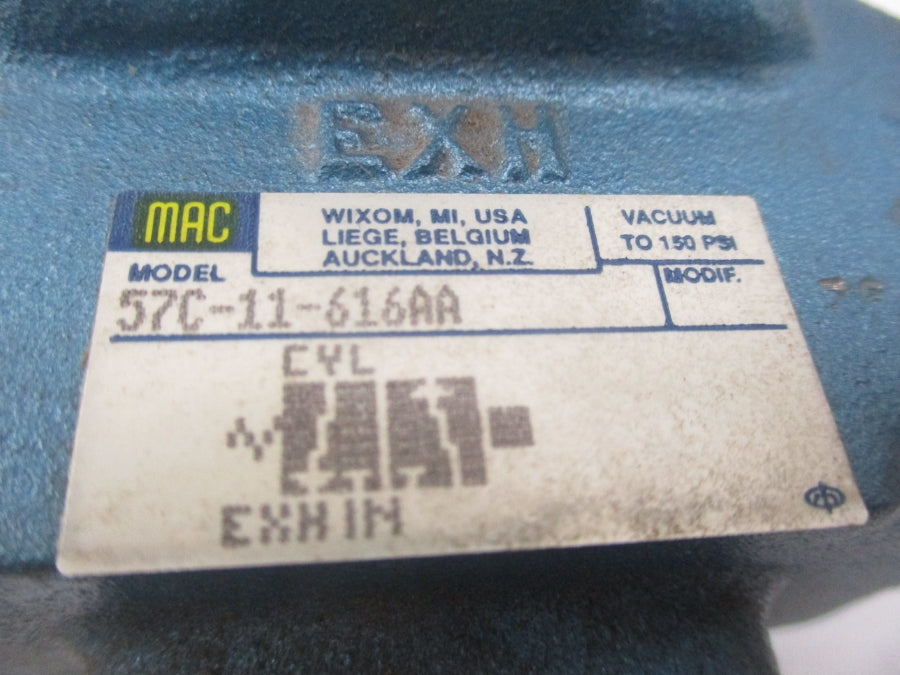 EXH
MAC
WIXOM, MI, USA
LIEGE, BELGIUM
AUCKLAND, N.Z.
VACUUM
TO 150 PSI
MODEL
MODIF.
57C-11-616AA
CYL
EXH IN